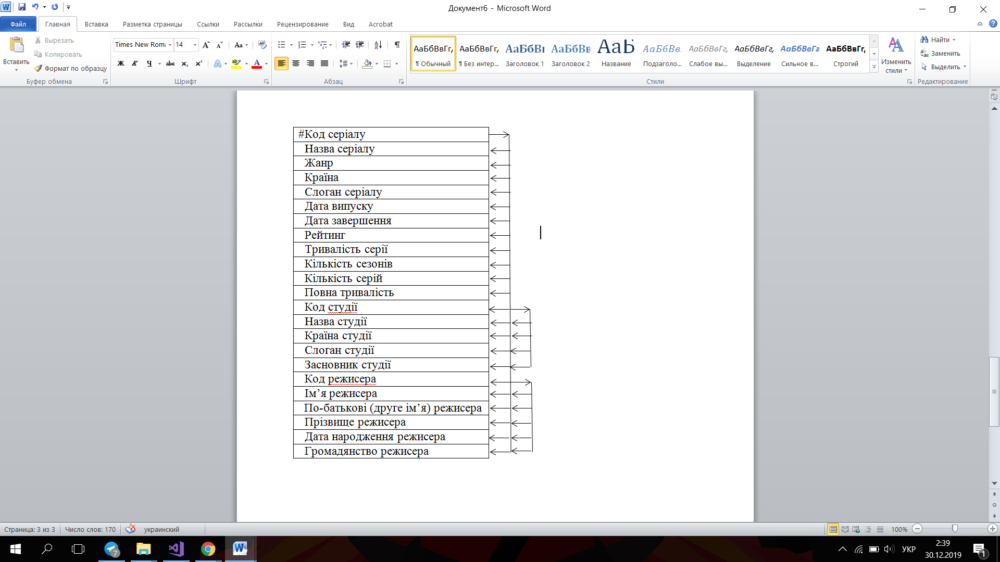 Документ6 - Microsoft Word
Файл Главная Вставка Разметка страницы Ссылки Рассылки Рецензирование Вид Acrobat
Вставить
Вырезать
Копировать
Формат по образцу
Буфер обмена
Times New Roma 14
Шрифт
Абзац
АаБбВвГг, АаБбВвГг, АаБбВı АаБбВв АаБ АаБбВв. АаБбВвГг, АаБбВвГг, АаБбВвГг АаБбВвГг,
¶ Обычный ¶ Без интер... Заголовок 1 Заголовок 2 Название Подзаголо... Слабое вы... Выделение Сильное в... Строгий
Стили
Изменить стили
Найти
Заменить
Выделить
Редактирование
#Код серіалу
Назва серіалу
Жанр
Країна
Слоган серіалу
Дата випуску
Дата завершення
Рейтинг
Тривалість серії
Кількість сезонів
Кількість серій
Повна тривалість
Код студії
Назва студії
Країна студії
Слоган студії
Засновник студії
Код режисера
Ім’я режисера
По-батькові (друге ім’я) режисера
Прізвище режисера
Дата народження режисера
Громадянство режисера
Страница: 3 из 3 Число слов: 170 украинский 100%
7
УКР
2:39
30.12.2019
1